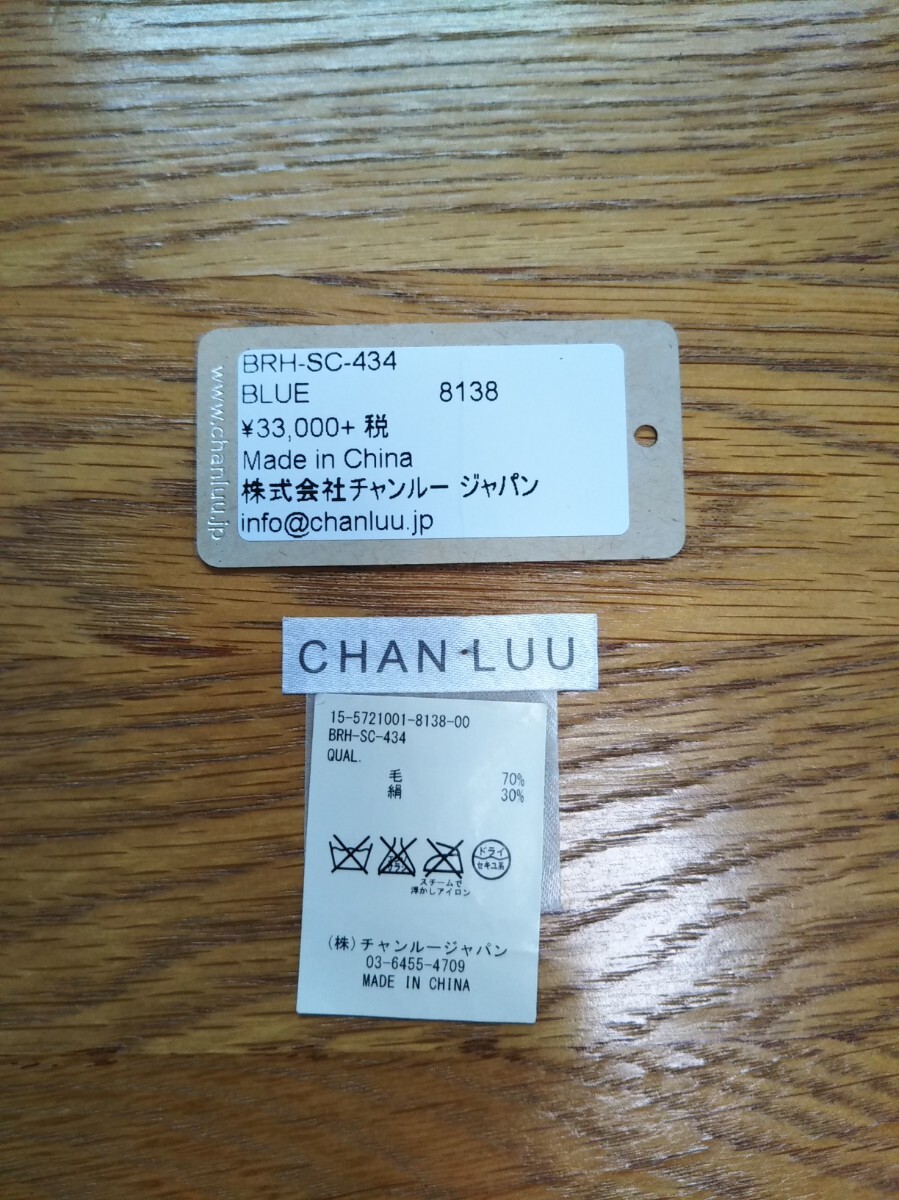 www.chanluu.jp
BRH-SC-434
BLUE 8138
¥33,000+ 税
Made in China
株式会社チャンルー ジャパン
info@chanluu.jp
CHAN LUU
15-5721001-8138-00
BRH-SC-434
QUAL.
毛 70%
絹 30%
ドライ
セキユ系
スチームで
浮かしアイロン
(株)チャンルージャパン
03-6455-4709
MADE IN CHINA